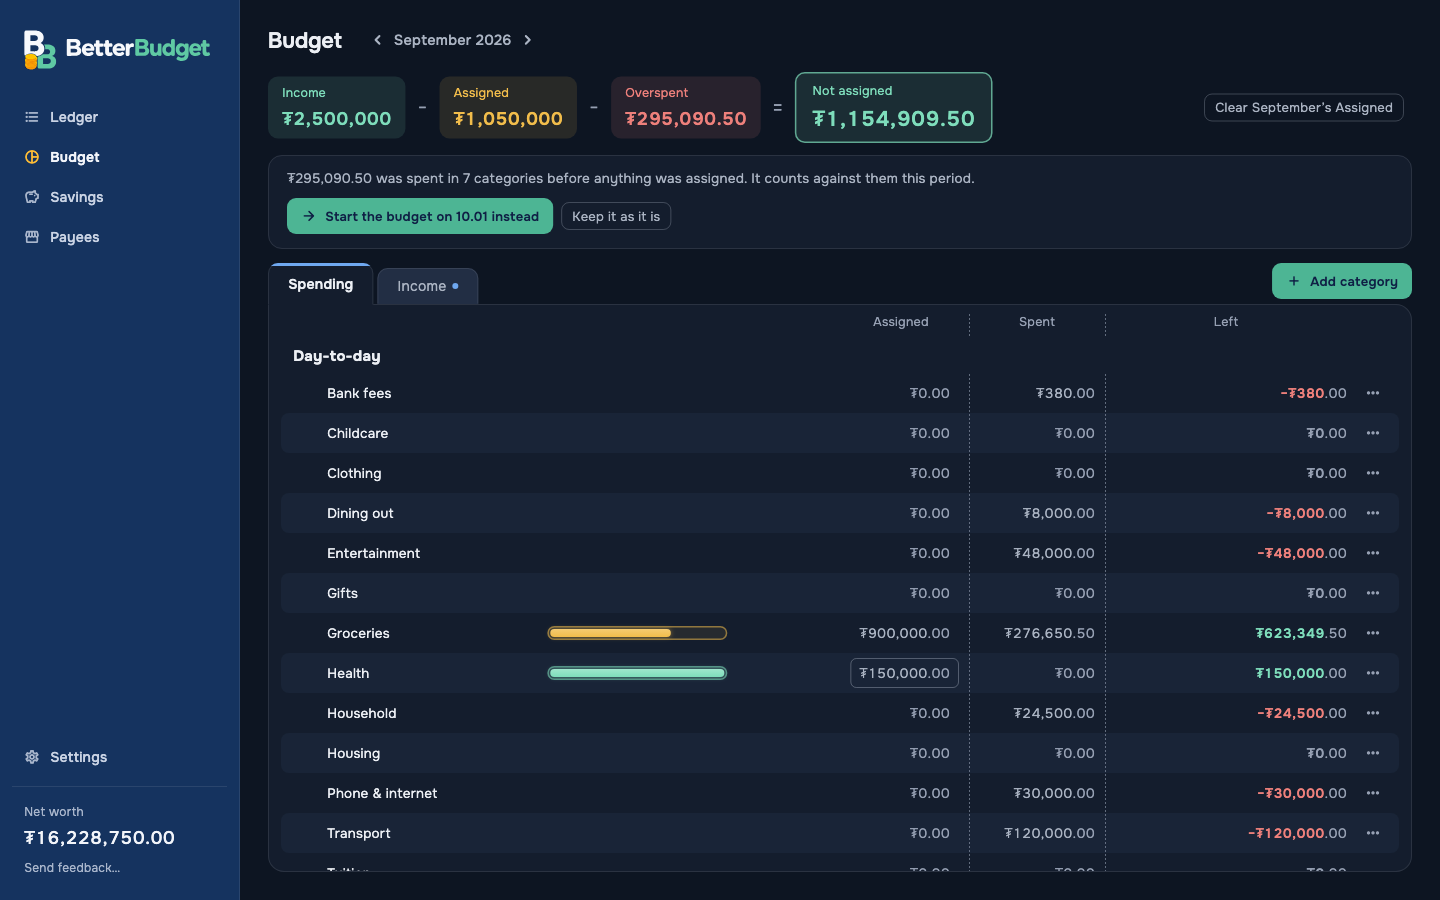 BetterBudget
Ledger
Budget
Savings
Payees
Settings
Net worth
₮16,228,750.00
Send feedback...
Budget
September 2026
Income
₮2,500,000
-
Assigned
₮1,050,000
-
Overspent
₮295,090.50
=
Not assigned
₮1,154,909.50
Clear September's Assigned
₮295,090.50 was spent in 7 categories before anything was assigned. It counts against them this period.
Start the budget on 10.01 instead
Keep it as it is
Spending
Income
+ Add category
Assigned Spent Left
Day-to-day
Bank fees ₮0.00 ₮380.00 -₮380.00
Childcare ₮0.00 ₮0.00 ₮0.00
Clothing ₮0.00 ₮0.00 ₮0.00
Dining out ₮0.00 ₮8,000.00 -₮8,000.00
Entertainment ₮0.00 ₮48,000.00 -₮48,000.00
Gifts ₮0.00 ₮0.00 ₮0.00
Groceries ₮900,000.00 ₮276,650.50 ₮623,349.50
Health ₮150,000.00 ₮0.00 ₮150,000.00
Household ₮0.00 ₮24,500.00 -₮24,500.00
Housing ₮0.00 ₮0.00 ₮0.00
Phone & internet ₮0.00 ₮30,000.00 -₮30,000.00
Transport ₮0.00 ₮120,000.00 -₮120,000.00